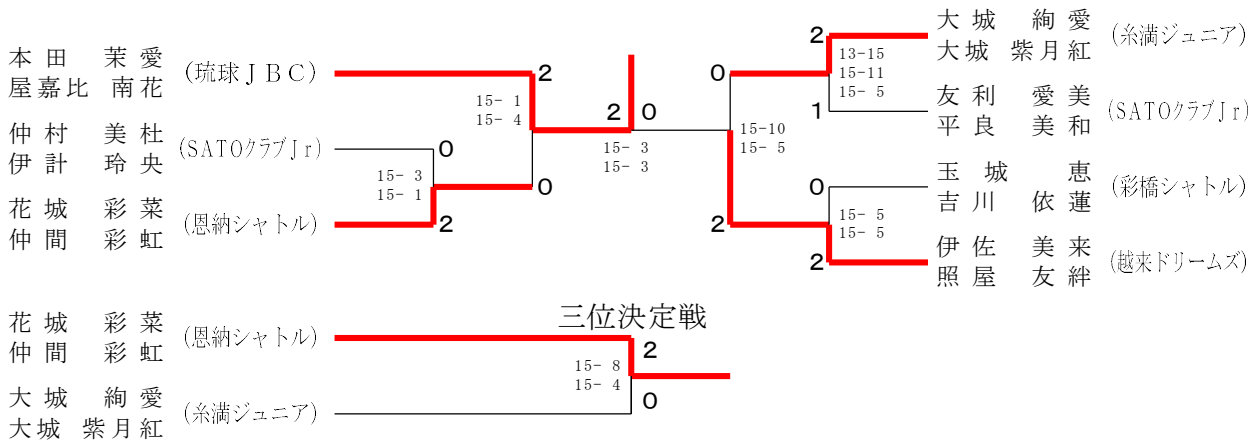 本田 茉愛
屋嘉比 南花
(琉球JBC)
2
15- 1
15- 4
仲村 美杜
伊計 玲央
(SATOクラブJr)
0
15- 3
15- 1
0
花城 彩菜
仲間 彩虹
(恩納シャトル)
2
2 0
15- 3
15- 3
大城 絢愛
大城 紫月紅
(糸満ジュニア)
2
13-15
15-11
15- 5
0
友利 愛美
平良 美和
(SATOクラブJr)
1
15-10
15- 5
玉城 恵
吉川 依蓮
(彩橋シャトル)
0
15- 5
15- 5
2
伊佐 美来
照屋 友絆
(越来ドリームズ)
2
三位決定戦
花城 彩菜
仲間 彩虹
(恩納シャトル)
2
15- 8
15- 4
大城 絢愛
大城 紫月紅
(糸満ジュニア)
0